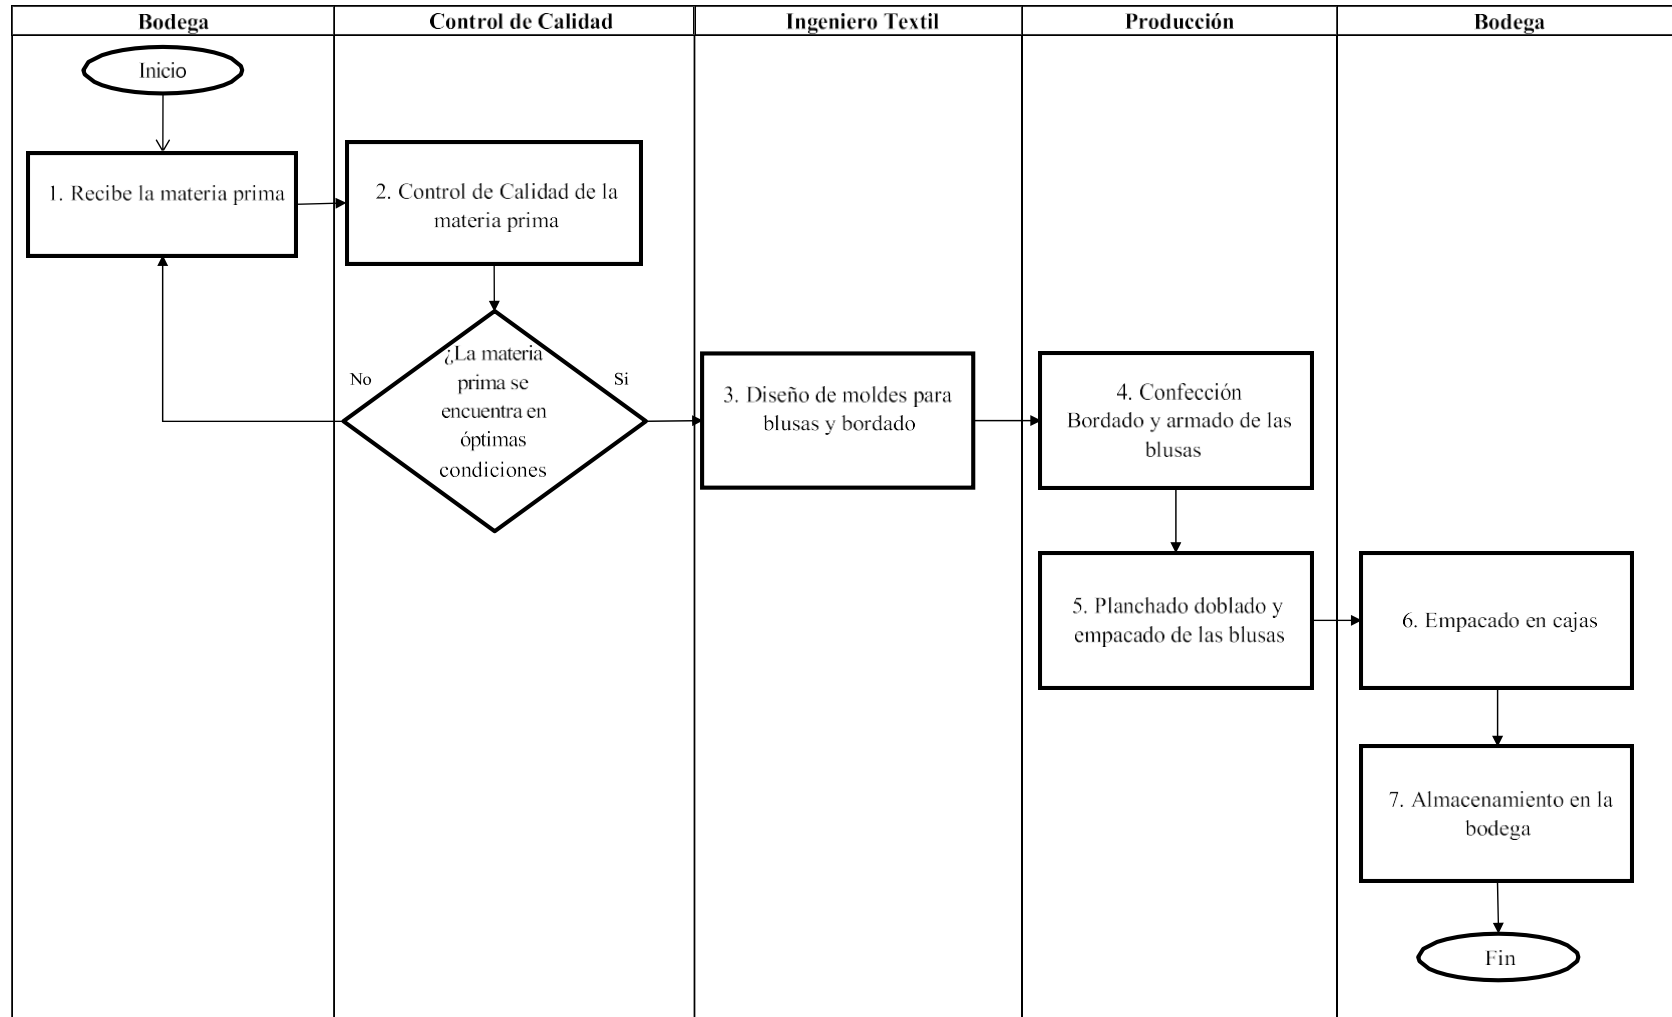 Bodega
Control de Calidad
Ingeniero Textil
Producción
Bodega
Inicio
1. Recibe la materia prima
2. Control de Calidad de la
materia prima
¿La materia
prima se
encuentra en
óptimas
condiciones
No
Si
3. Diseño de moldes para
blusas y bordado
4. Confección
Bordado y armado de las
blusas
5. Planchado doblado y
empacado de las blusas
6. Empacado en cajas
7. Almacenamiento en la
bodega
Fin